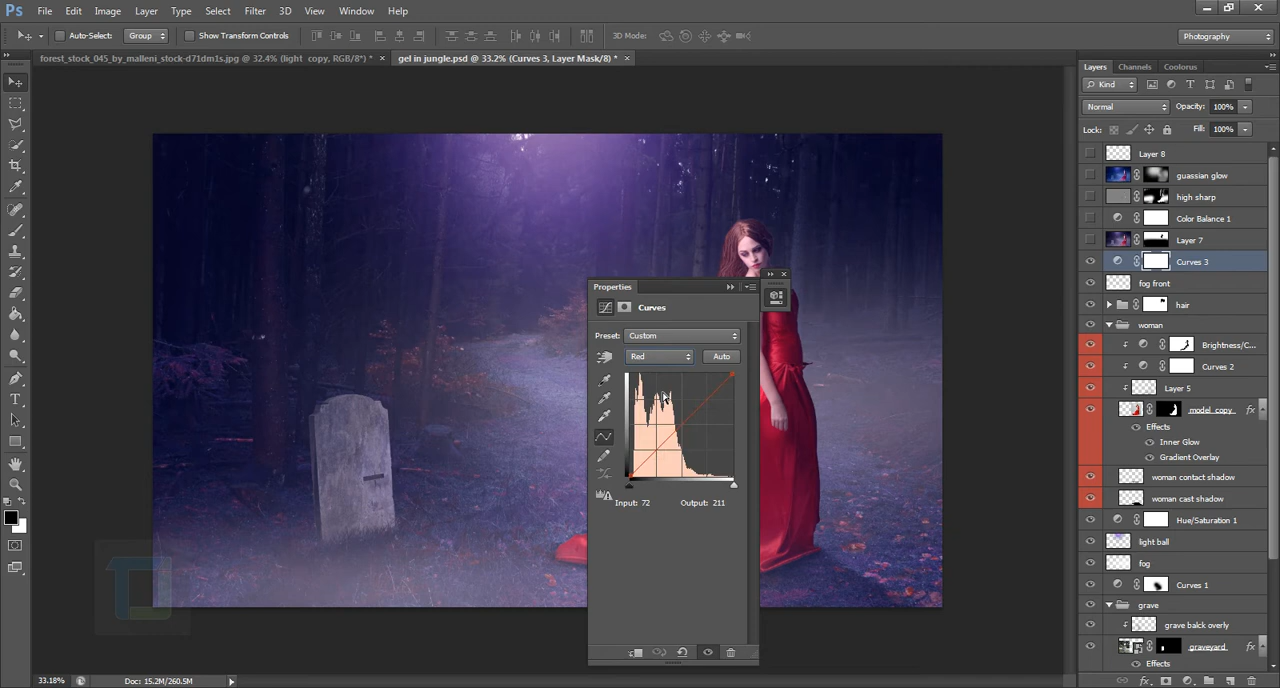 Ps File Edit Image Layer Type Select Filter 3D View Window Help
Auto-Select: Group Show Transform Controls 3D Mode: Photography
forest_stock_045_by_malleni_stock-d71dm1s.jpg @ 32.4% (light copy, RGB/8*) * × gel in jungle.psd @ 33.2% (Curves 3, Layer Mask/8) * ×
Layers Channels Coolorus
Kind
Normal Opacity: 100%
Lock: Fill: 100%
Layer 8
guassian glow
high sharp
Color Balance 1
Layer 7
Curves 3
fog front
hair
woman
Brightness/C...
Curves 2
Layer 5
model copy fx
Effects
Inner Glow
Gradient Overlay
woman contact shadow
woman cast shadow
Hue/Saturation 1
light ball
fog
Curves 1
grave
grave balck overly
graveyard fx
Effects
Properties
Curves
Preset: Custom
Red Auto
Input: 72 Output: 211
33.18% Doc: 15.2M/260.5M